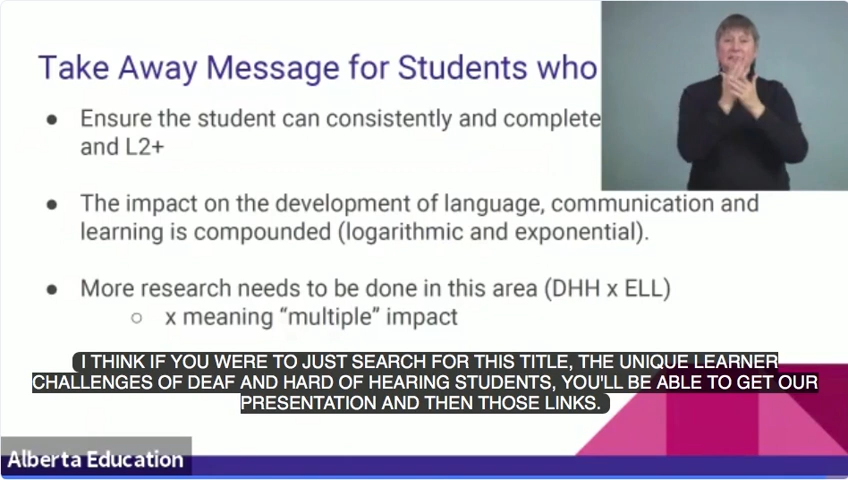 Take Away Message for Students who
● Ensure the student can consistently and complete
and L2+
● The impact on the development of language, communication and
learning is compounded (logarithmic and exponential).
● More research needs to be done in this area (DHH x ELL)
○ x meaning “multiple” impact
I THINK IF YOU WERE TO JUST SEARCH FOR THIS TITLE, THE UNIQUE LEARNER
CHALLENGES OF DEAF AND HARD OF HEARING STUDENTS, YOU'LL BE ABLE TO GET OUR
PRESENTATION AND THEN THOSE LINKS.
Alberta Education